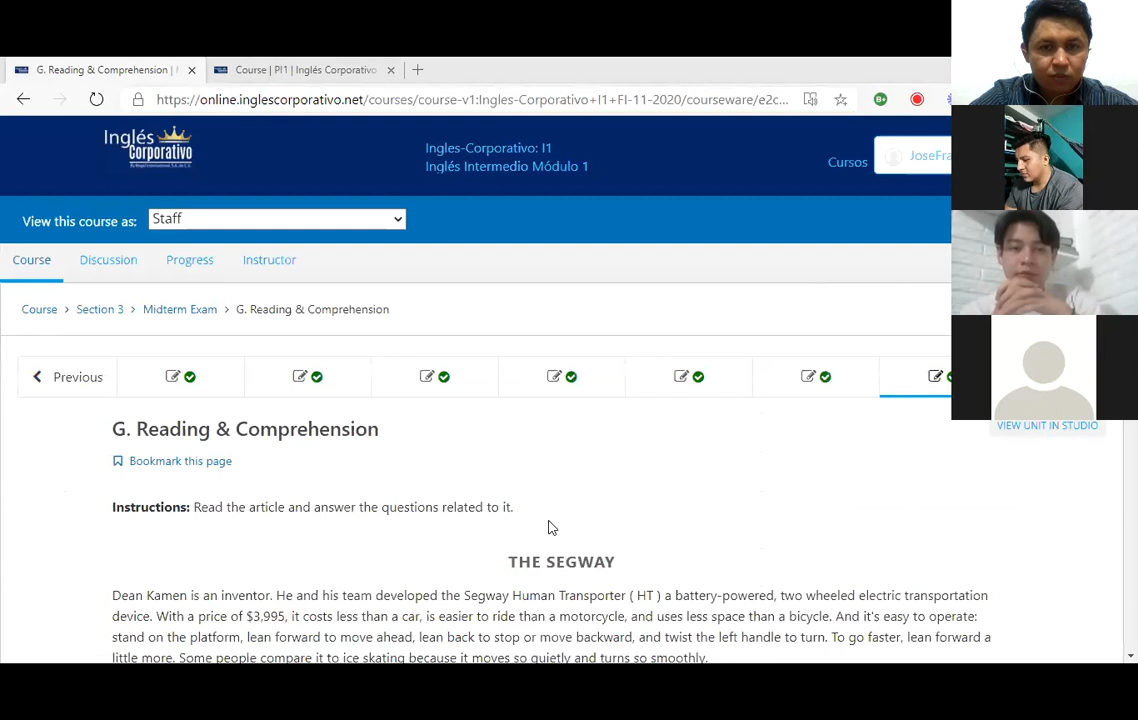 G. Reading & Comprehension |
Course | PI1 | Inglés Corporativo
https://online.inglescorporativo.net/courses/course-v1:Ingles-Corporativo+I1+FI-11-2020/courseware/e2c...
Inglés
Corporativo
Ingles-Corporativo: I1
Inglés Intermedio Módulo 1
Cursos
JoseFra
View this course as:
Staff
Course
Discussion
Progress
Instructor
Course > Section 3 > Midterm Exam > G. Reading & Comprehension
Previous
VIEW UNIT IN STUDIO
G. Reading & Comprehension
Bookmark this page
Instructions: Read the article and answer the questions related to it.
THE SEGWAY
Dean Kamen is an inventor. He and his team developed the Segway Human Transporter ( HT ) a battery-powered, two wheeled electric transportation
device. With a price of $3,995, it costs less than a car, is easier to ride than a motorcycle, and uses less space than a bicycle. And it's easy to operate:
stand on the platform, lean forward to move ahead, lean back to stop or move backward, and twist the left handle to turn. To go faster, lean forward a
little more. Some people compare it to ice skating because it moves so quietly and turns so smoothly.